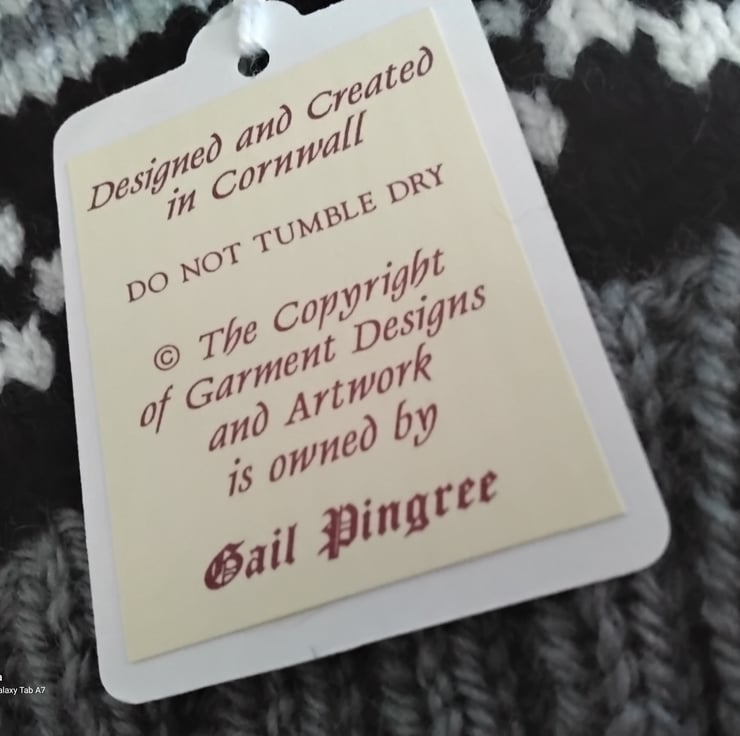 Designed and Created
in Cornwall
DO NOT TUMBLE DRY
© The Copyright
of Garment Designs
and Artwork
is owned by
Gail Pingree
alaxy Tab A7